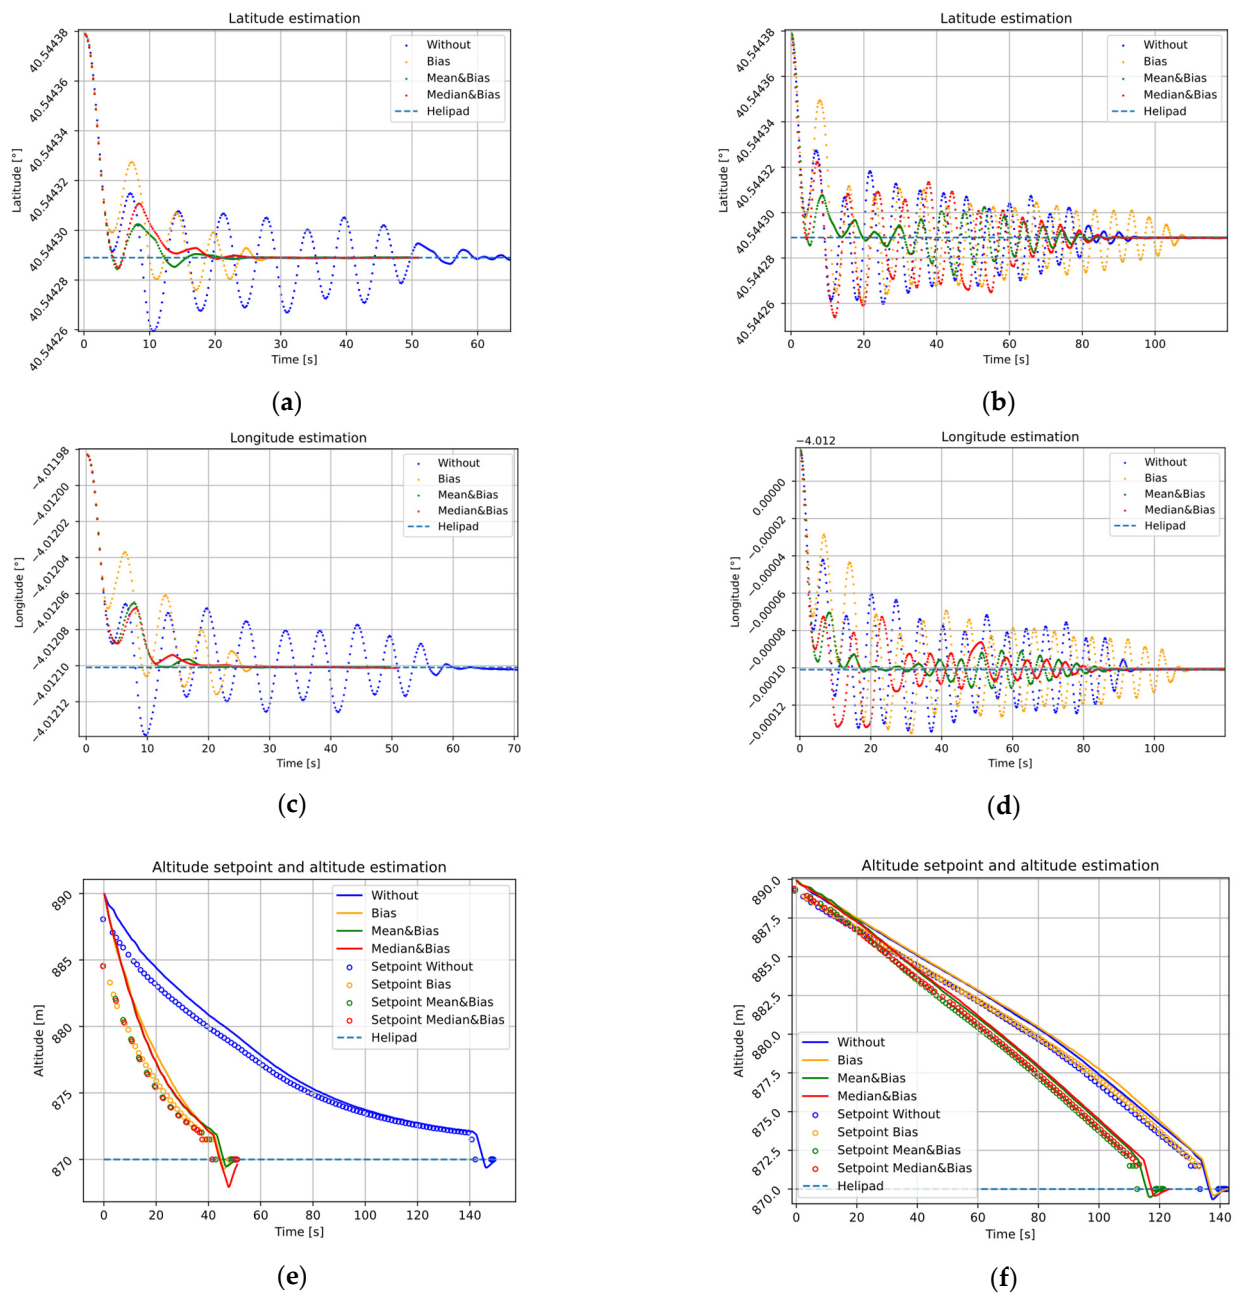 Latitude estimation
40.54438
40.54436
40.54434
40.54432
40.54430
40.54428
40.54426
Latitude [°]
Without
Bias
Mean&Bias
Median&Bias
Helipad
0 10 20 30 40 50 60
Time [s]
(a)
Latitude estimation
40.54438
40.54436
40.54434
40.54432
40.54430
40.54428
40.54426
Latitude [°]
Without
Bias
Mean&Bias
Median&Bias
Helipad
0 20 40 60 80 100
Time [s]
(b)
Longitude estimation
−4.01198
−4.01200
−4.01202
−4.01204
−4.01206
−4.01208
−4.01210
−4.01212
Longitude [°]
Without
Bias
Mean&Bias
Median&Bias
Helipad
0 10 20 30 40 50 60 70
Time [s]
(c)
Longitude estimation
−4.012
0.00000
−0.00002
−0.00004
−0.00006
−0.00008
−0.00010
−0.00012
Longitude [°]
Without
Bias
Mean&Bias
Median&Bias
Helipad
0 20 40 60 80 100
Time [s]
(d)
Altitude setpoint and altitude estimation
890
885
880
875
870
Altitude [m]
Without
Bias
Mean&Bias
Median&Bias
Setpoint Without
Setpoint Bias
Setpoint Mean&Bias
Setpoint Median&Bias
Helipad
0 20 40 60 80 100 120 140
Time [s]
(e)
Altitude setpoint and altitude estimation
890.0
887.5
885.0
882.5
880.0
877.5
875.0
872.5
870.0
Altitude [m]
Without
Bias
Mean&Bias
Median&Bias
Setpoint Without
Setpoint Bias
Setpoint Mean&Bias
Setpoint Median&Bias
Helipad
0 20 40 60 80 100 120 140
Time [s]
(f)